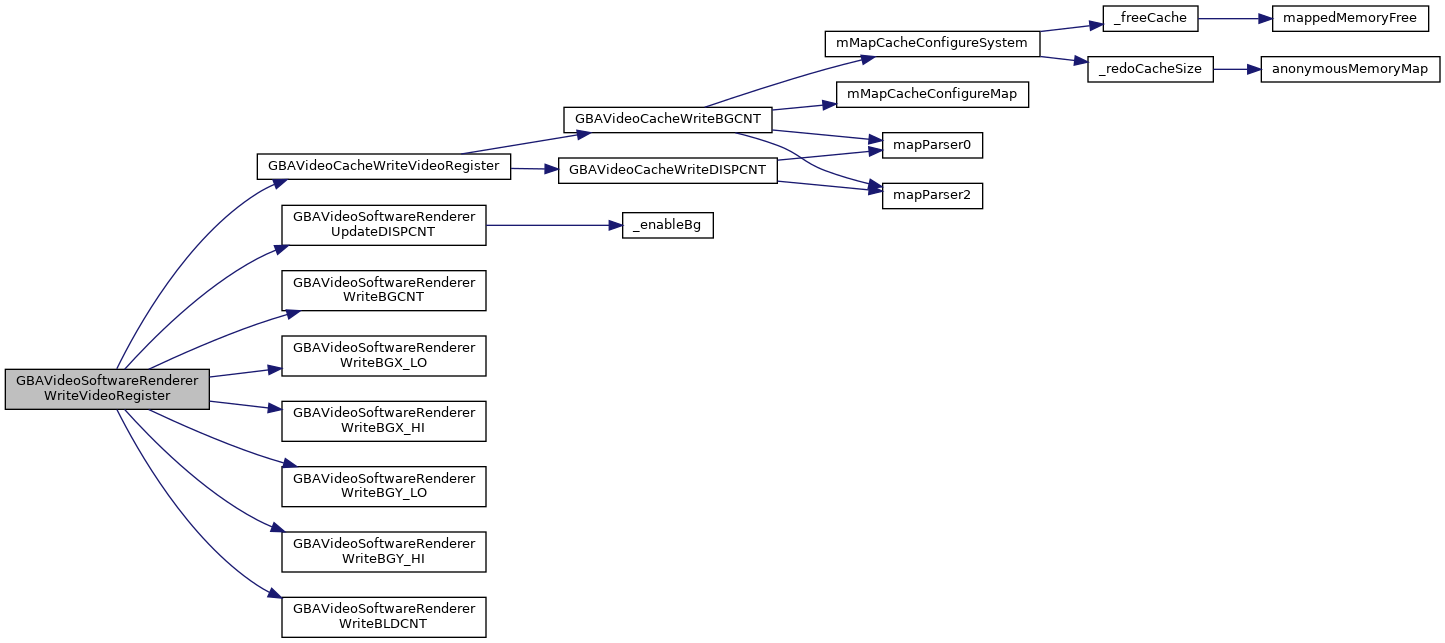 _freeCache
mappedMemoryFree
mMapCacheConfigureSystem
_redoCacheSize
anonymousMemoryMap
mMapCacheConfigureMap
GBAVideoCacheWriteBGCNT
mapParser0
GBAVideoCacheWriteVideoRegister
GBAVideoCacheWriteDISPCNT
mapParser2
GBAVideoSoftwareRenderer
UpdateDISPCNT
_enableBg
GBAVideoSoftwareRenderer
WriteBGCNT
GBAVideoSoftwareRenderer
WriteBGX_LO
GBAVideoSoftwareRenderer
WriteVideoRegister
GBAVideoSoftwareRenderer
WriteBGX_HI
GBAVideoSoftwareRenderer
WriteBGY_LO
GBAVideoSoftwareRenderer
WriteBGY_HI
GBAVideoSoftwareRenderer
WriteBLDCNT